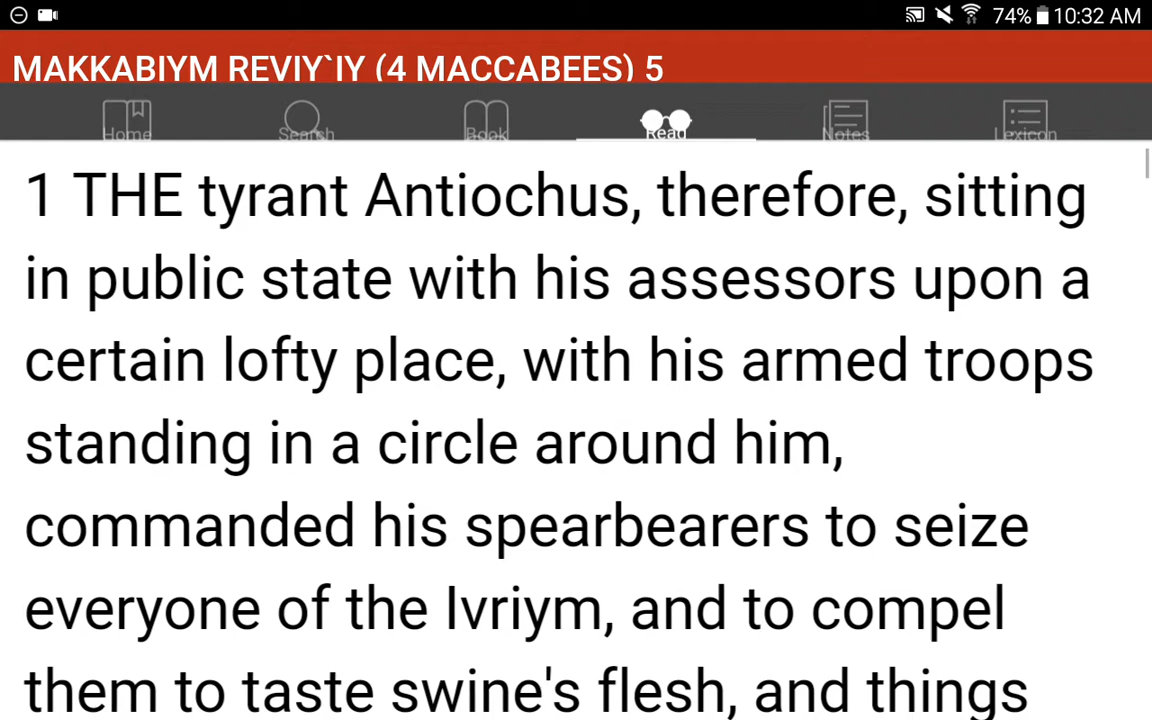 74% 10:32 AM
MAKKABIYM REVIY`IY (4 MACCABEES) 5
Home Search Book Read Notes Lexicon
1 THE tyrant Antiochus, therefore, sitting
in public state with his assessors upon a
certain lofty place, with his armed troops
standing in a circle around him,
commanded his spearbearers to seize
everyone of the Ivriym, and to compel
them to taste swine's flesh, and things